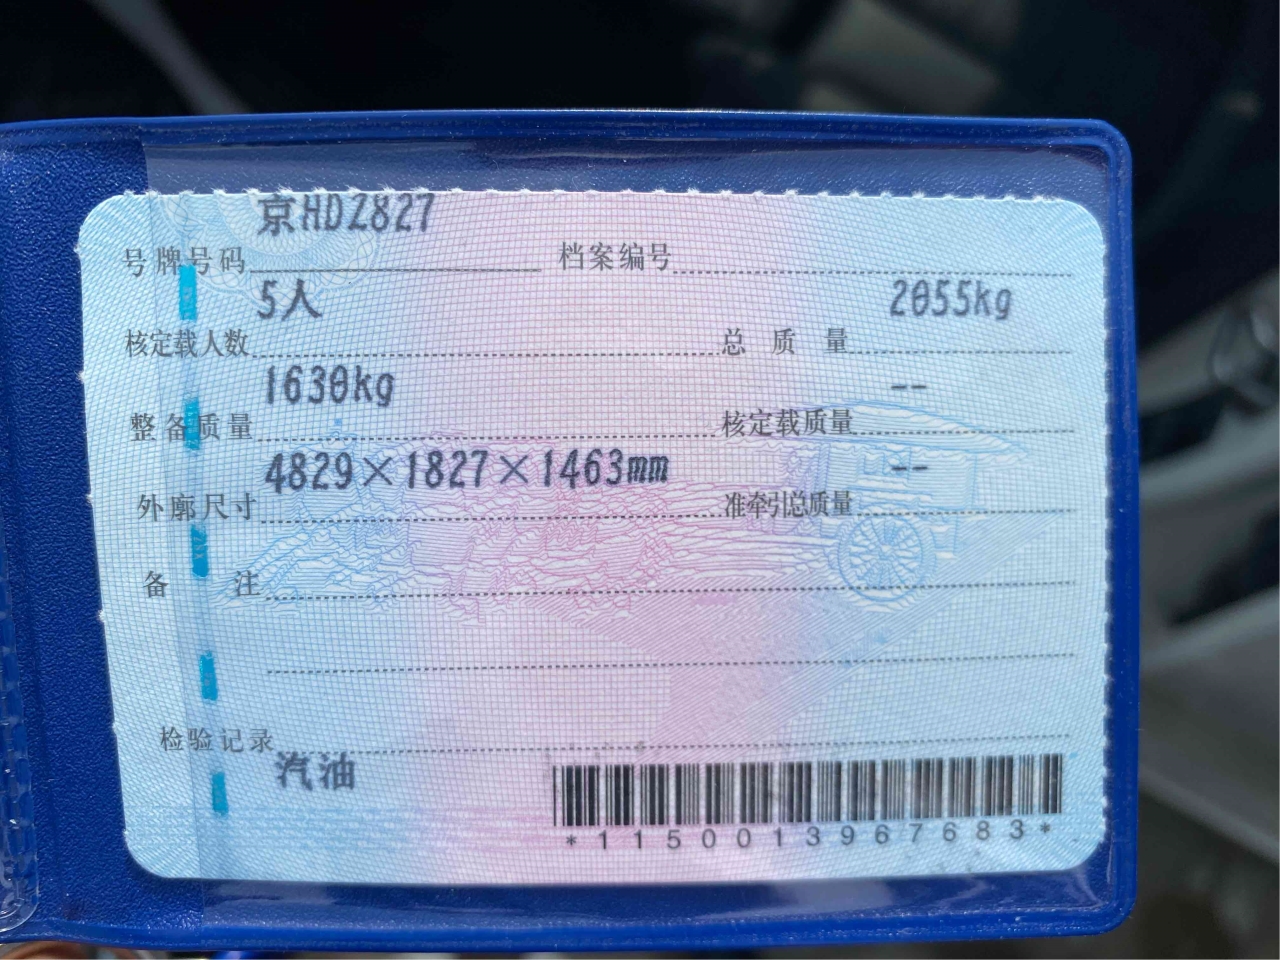 京HDZ827
号牌号码 档案编号
5人 2055kg
核定载人数 总质量
1630kg --
整备质量 核定载质量
4829×1827×1463mm --
外廓尺寸 准牵引总质量
备注
检验记录
汽油
*1150013967683*